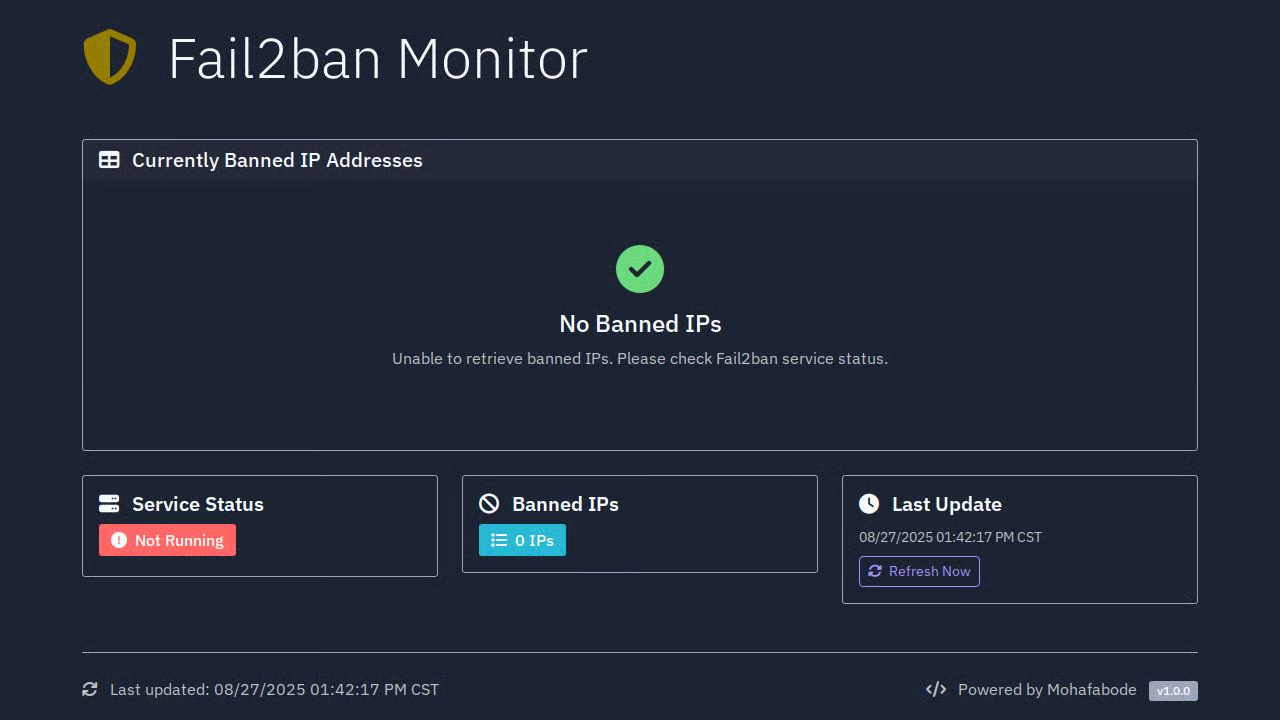 Fail2ban Monitor
Currently Banned IP Addresses
No Banned IPs
Unable to retrieve banned IPs. Please check Fail2ban service status.
Service Status
Not Running
Banned IPs
0 IPs
Last Update
08/27/2025 01:42:17 PM CST
Refresh Now
Last updated: 08/27/2025 01:42:17 PM CST
Powered by Mohafabode v1.0.0